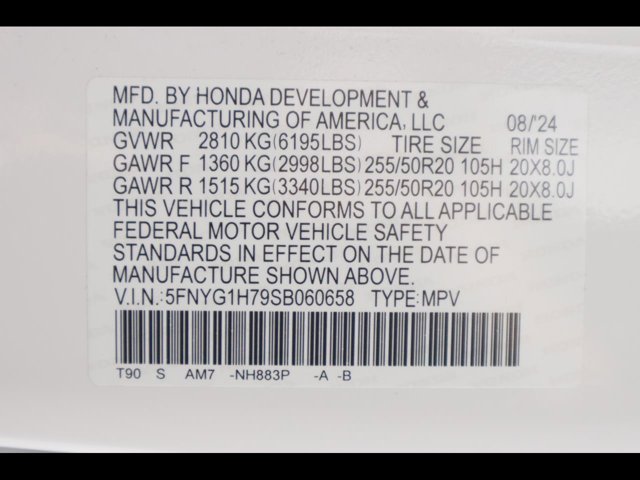 MFD. BY HONDA DEVELOPMENT &
MANUFACTURING OF AMERICA, LLC 08/'24
GVWR 2810 KG(6195LBS) TIRE SIZE RIM SIZE
GAWR F 1360 KG(2998LBS) 255/50R20 105H 20X8.0J
GAWR R 1515 KG(3340LBS) 255/50R20 105H 20X8.0J
THIS VEHICLE CONFORMS TO ALL APPLICABLE
FEDERAL MOTOR VEHICLE SAFETY
STANDARDS IN EFFECT ON THE DATE OF
MANUFACTURE SHOWN ABOVE.
V.I.N.:5FNYG1H79SB060658 TYPE:MPV
T90 S AM7 -NH883P -A -B